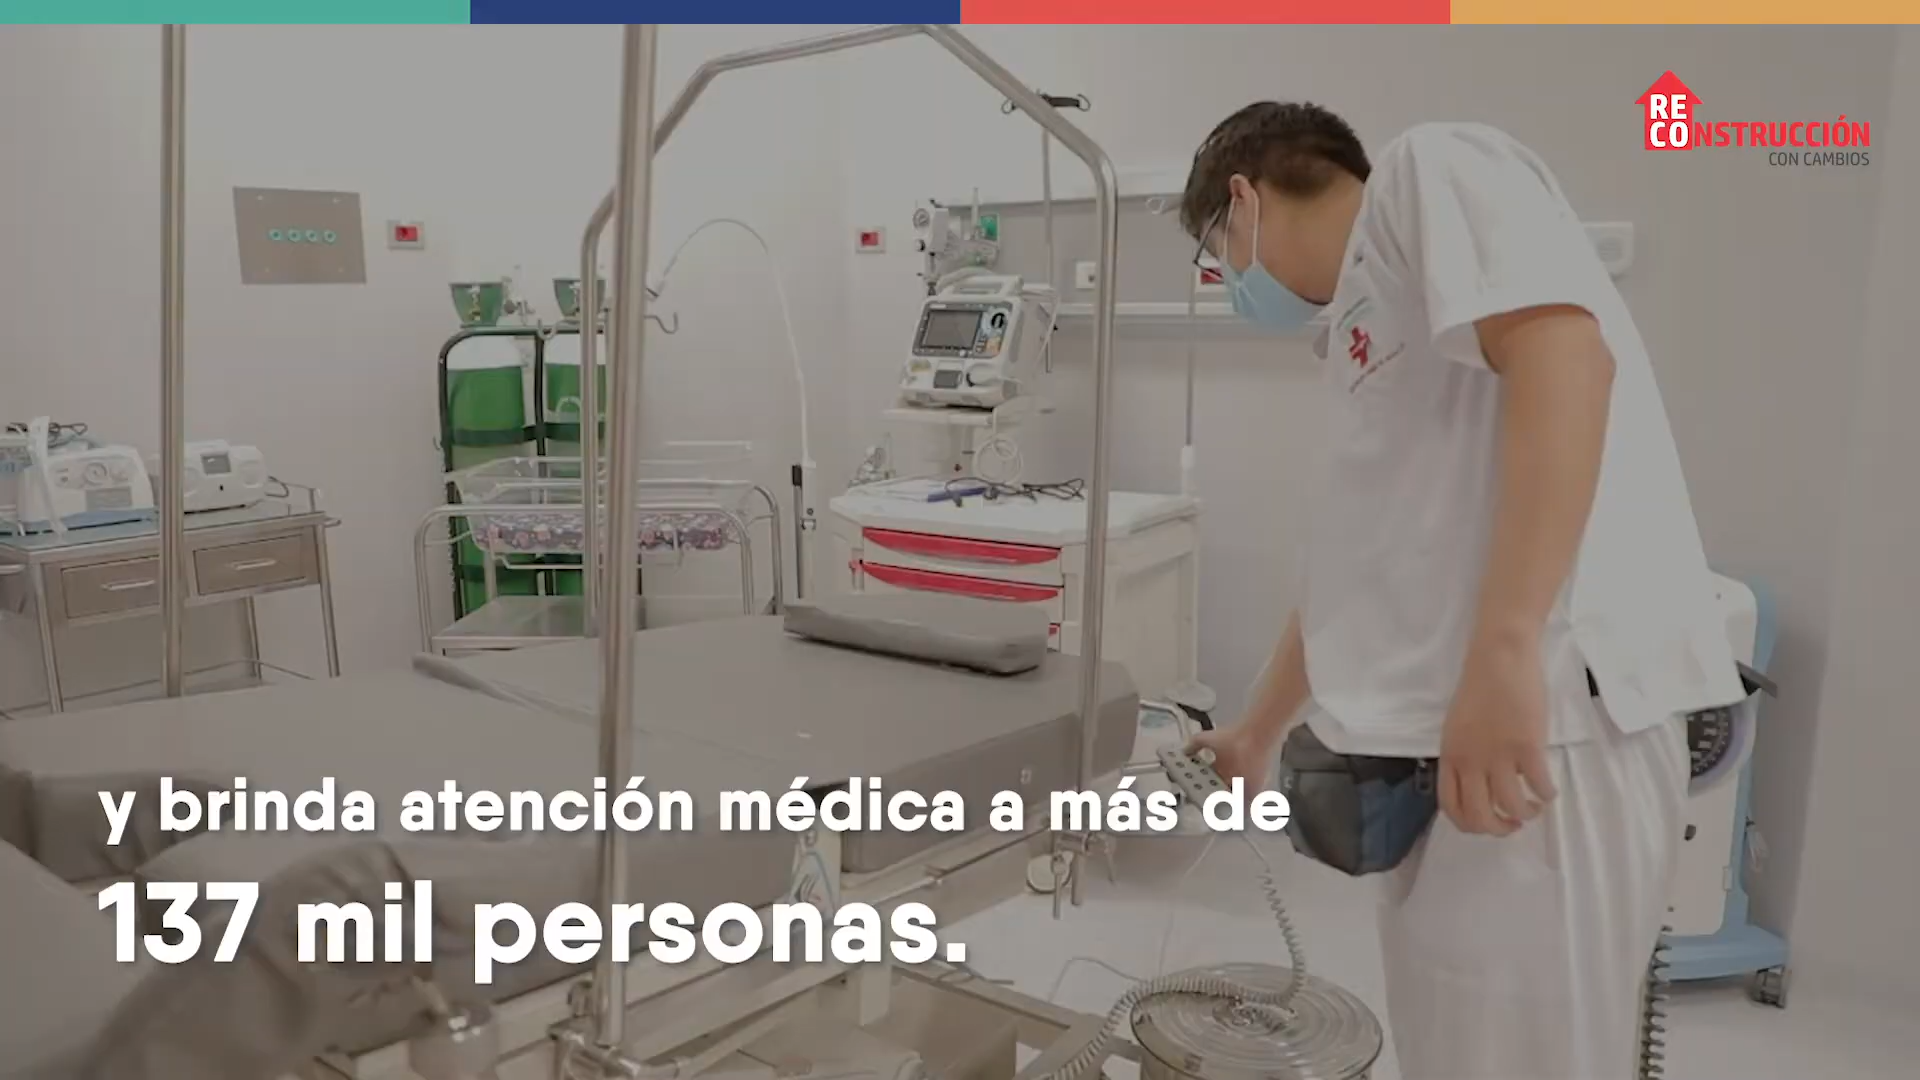 RE
CONSTRUCCIÓN
CON CAMBIOS
y brinda atención médica a más de
137 mil personas.